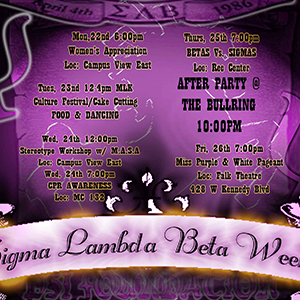 April 4th
ΣΛΒ
1986
Mon,22nd 6:00pm
Women's Appreciation
Loc: Campus View East
Tues, 23nd 12:4pm MLK
Culture Festival/Cake Cutting
FOOD & DANCING
Wed, 24th 12:00pm
Stereotype Workshop w/ M.A.S.A
Loc: Campus View East
Wed, 24th 7:00pm
CPR AWARENESS
Loc: MC 132
Thurs, 25th 7:00pm
BETAS Vs. SIGMAS
Loc: Rec Center
AFTER PARTY @
THE BULLRING
10:00PM
Fri, 26th 7:00pm
Miss Purple & White Pageant
Loc: Falk Theatre
428 W Kennedy Blvd
igma Lambda Beta Wee